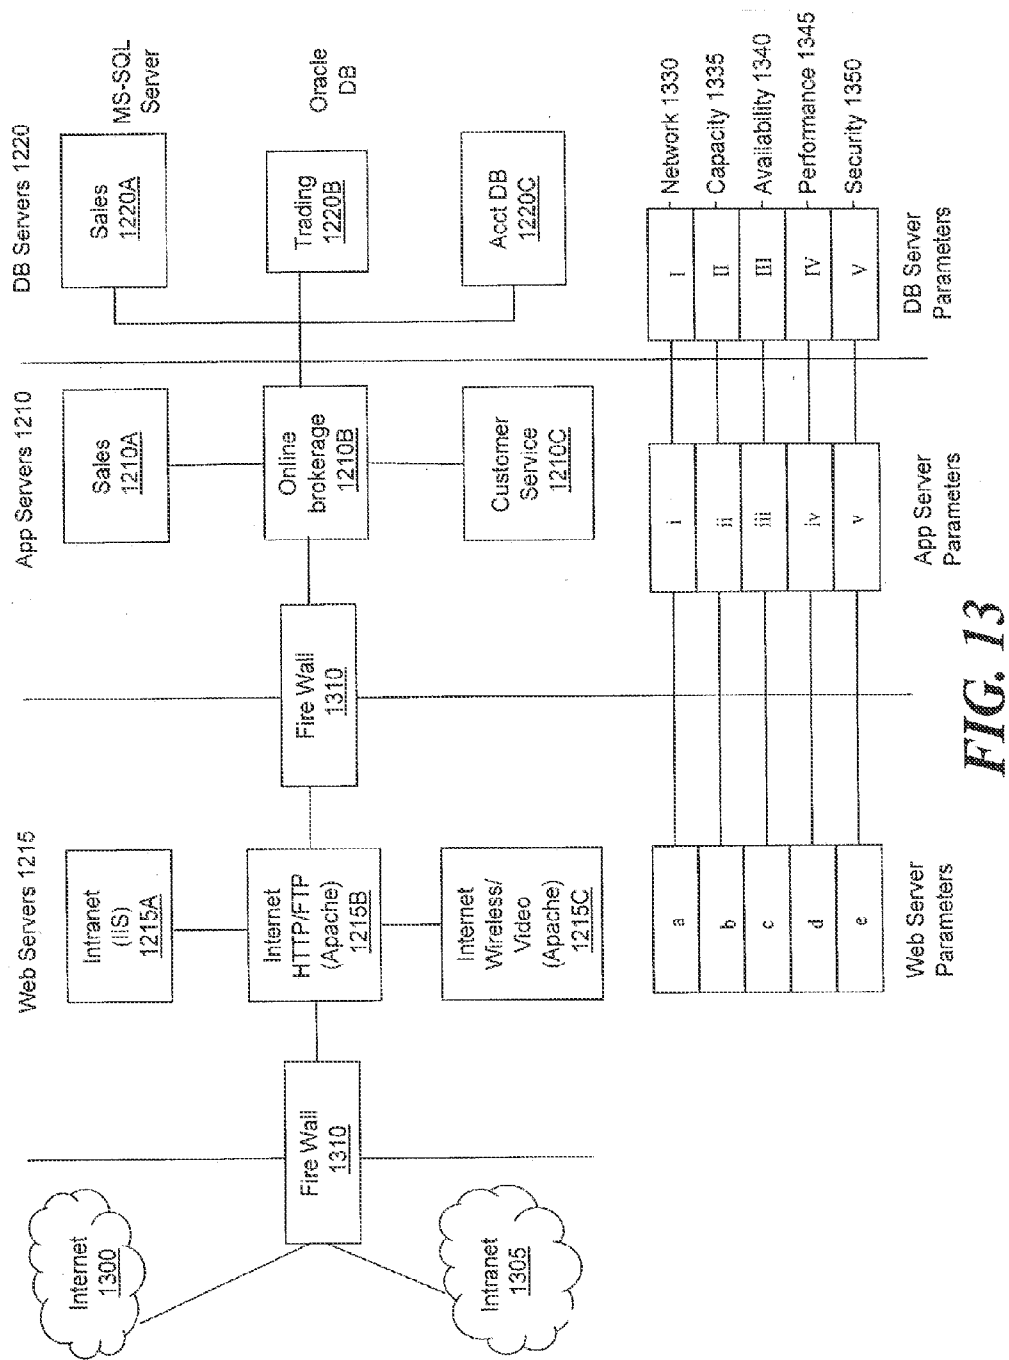 Web Servers 1215
App Servers 1210
DB Servers 1220
Internet
1300
Intranet
1305
Fire Wall
1310
Intranet
(IIS)
1215A
Internet
HTTP/FTP
(Apache)
1215B
Internet
Wireless/
Video
(Apache)
1215C
Fire Wall
1310
Sales
1210A
Online
brokerage
1210B
Customer
Service
1210C
Sales
1220A
MS-SQL
Server
Trading
1220B
Oracle
DB
Acct DB
1220C
a
i
I
Network 1330
b
ii
II
Capacity 1335
c
iii
III
Availability 1340
d
iv
IV
Performance 1345
e
v
V
Security 1350
Web Server
Parameters
App Server
Parameters
DB Server
Parameters
FIG. 13